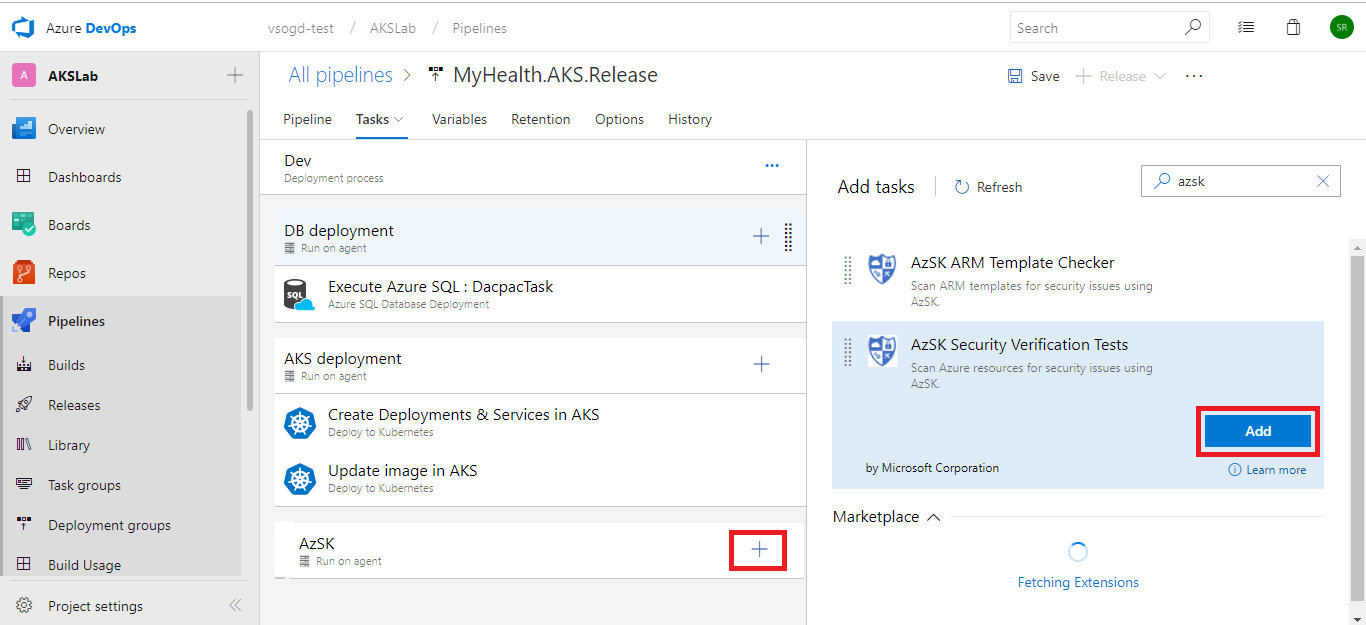 Azure DevOps
vsogd-test / AKSLab / Pipelines
Search
SR
A AKSLab
Overview
Dashboards
Boards
Repos
Pipelines
Builds
Releases
Library
Task groups
Deployment groups
Build Usage
Project settings
All pipelines > MyHealth.AKS.Release
Save
Release
...
Pipeline
Tasks
Variables
Retention
Options
History
Dev
Deployment process
...
DB deployment
Run on agent
SQL
Execute Azure SQL : DacpacTask
Azure SQL Database Deployment
AKS deployment
Run on agent
Create Deployments & Services in AKS
Deploy to Kubernetes
Update image in AKS
Deploy to Kubernetes
AzSK
Run on agent
Add tasks
Refresh
azsk
AzSK ARM Template Checker
Scan ARM templates for security issues using
AzSK.
AzSK Security Verification Tests
Scan Azure resources for security issues using
AzSK.
Add
by Microsoft Corporation
Learn more
Marketplace
Fetching Extensions